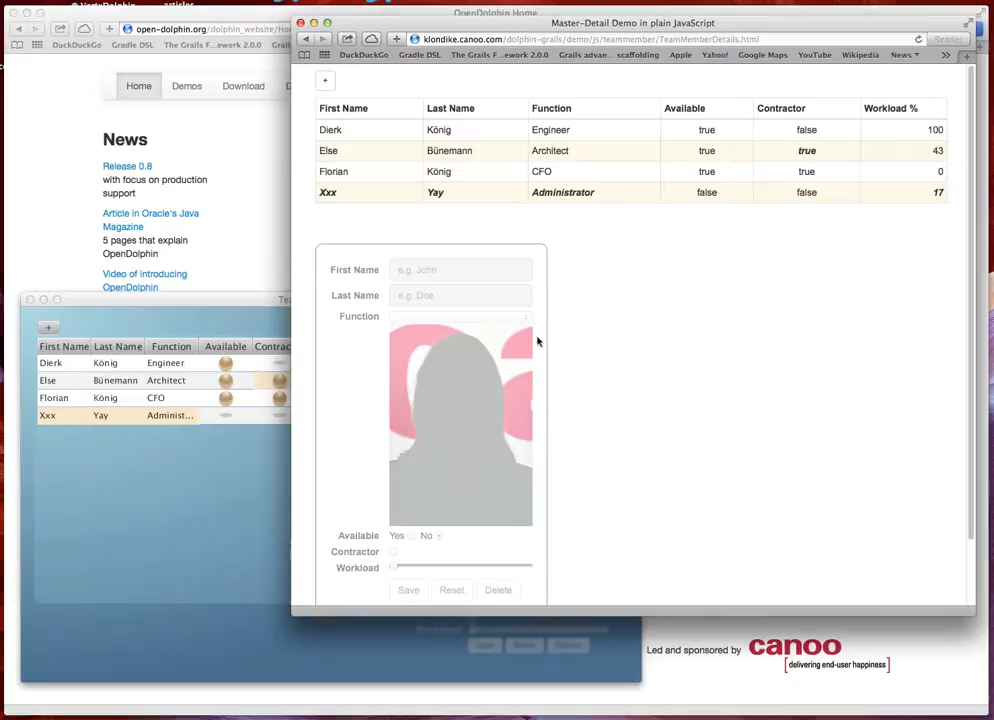 OpenDolphin Home
open-dolphin.org/dolphin_website/Ho
DuckDuckGo Gradle DSL The Grails ...ework 2.0.0
Home Demos Download
News
Release 0.8
with focus on production
support
Article in Oracle's Java
Magazine
5 pages that explain
OpenDolphin
Video of introducing
OpenDolphin
Master-Detail Demo in plain JavaScript
klondike.canoo.com/dolphin-grails/demo/js/teammember/TeamMemberDetails.html
Reader
DuckDuckGo Gradle DSL The Grails ...ework 2.0.0 Grails advan... scaffolding Apple Yahoo! Google Maps YouTube Wikipedia News
+
First Name Last Name Function Available Contractor Workload %
Dierk König Engineer true false 100
Else Bünemann Architect true true 43
Florian König CFO true true 0
Xxx Yay Administrator false false 17
First Name e.g. John
Last Name e.g. Doe
Function
Available Yes No
Contractor
Workload
Save Reset Delete
+
First Name Last Name Function Available Contrac
Dierk König Engineer
Else Bünemann Architect
Florian König CFO
Xxx Yay Administ...
Led and sponsored by canoo
delivering end-user happiness